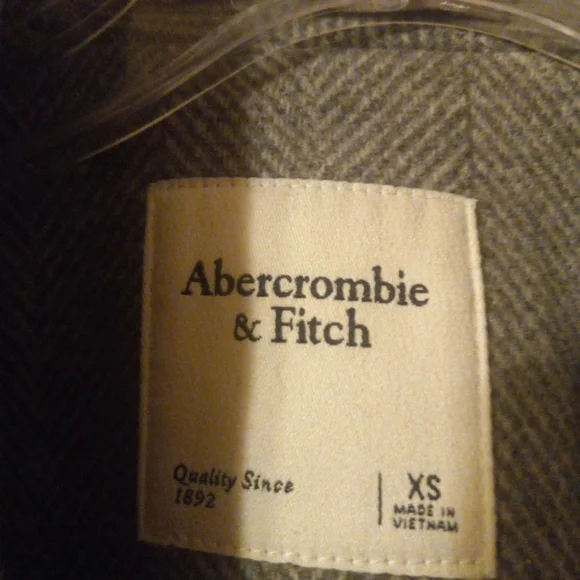 Abercrombie
& Fitch
Quality Since
1892
XS
MADE IN
VIETNAM